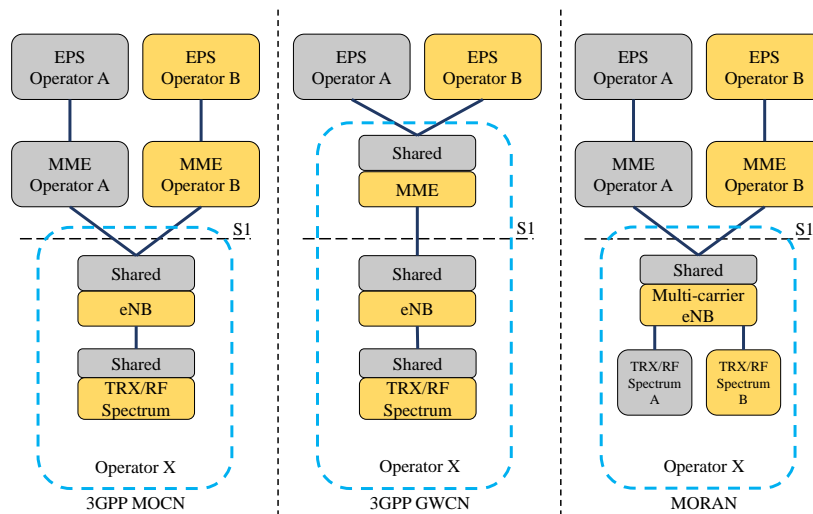 EPS
Operator A
EPS
Operator B
MME
Operator A
MME
Operator B
S1
Shared
eNB
Shared
TRX/RF
Spectrum
Operator X
3GPP MOCN
EPS
Operator A
EPS
Operator B
Shared
MME
S1
Shared
eNB
Shared
TRX/RF
Spectrum
Operator X
3GPP GWCN
EPS
Operator A
EPS
Operator B
MME
Operator A
MME
Operator B
S1
Shared
Multi-carrier
eNB
TRX/RF
Spectrum
A
TRX/RF
Spectrum
B
Operator X
MORAN